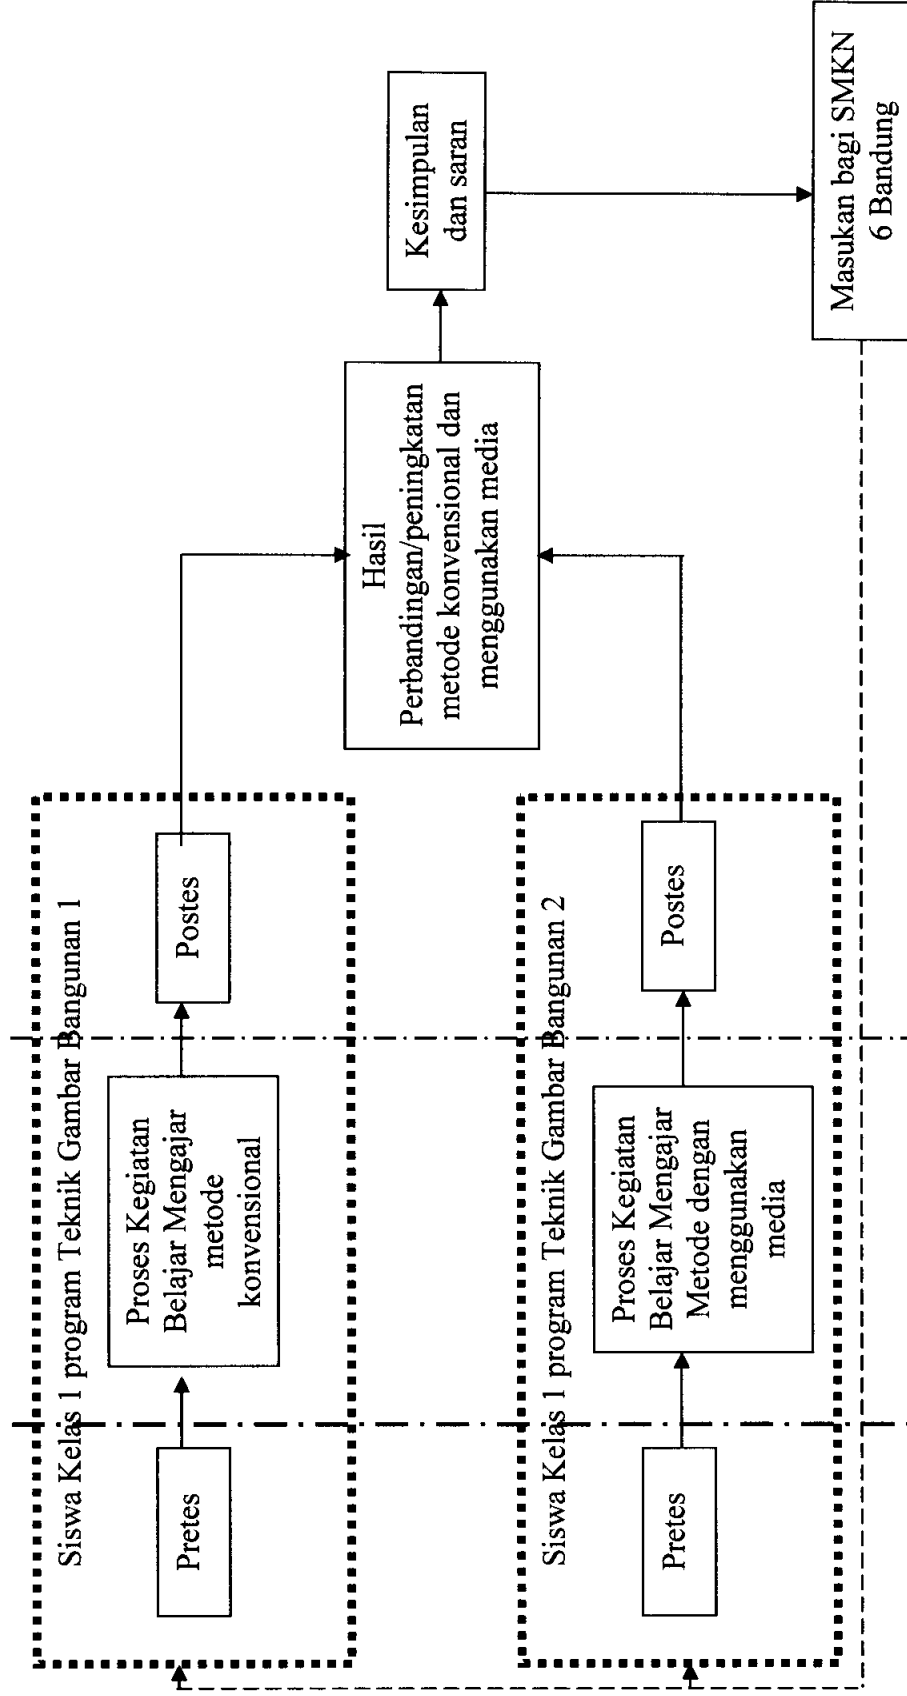 Siswa Kelas 1 program Teknik Gambar Bangunan 1
Pretes
Proses Kegiatan
Belajar Mengajar
metode
konvensional
Postes
Siswa Kelas 1 program Teknik Gambar Bangunan 2
Pretes
Proses Kegiatan
Belajar Mengajar
Metode dengan
menggunakan
media
Postes
Hasil
Perbandingan/peningkatan
metode konvensional dan
menggunakan media
Kesimpulan
dan saran
Masukan bagi SMKN
6 Bandung